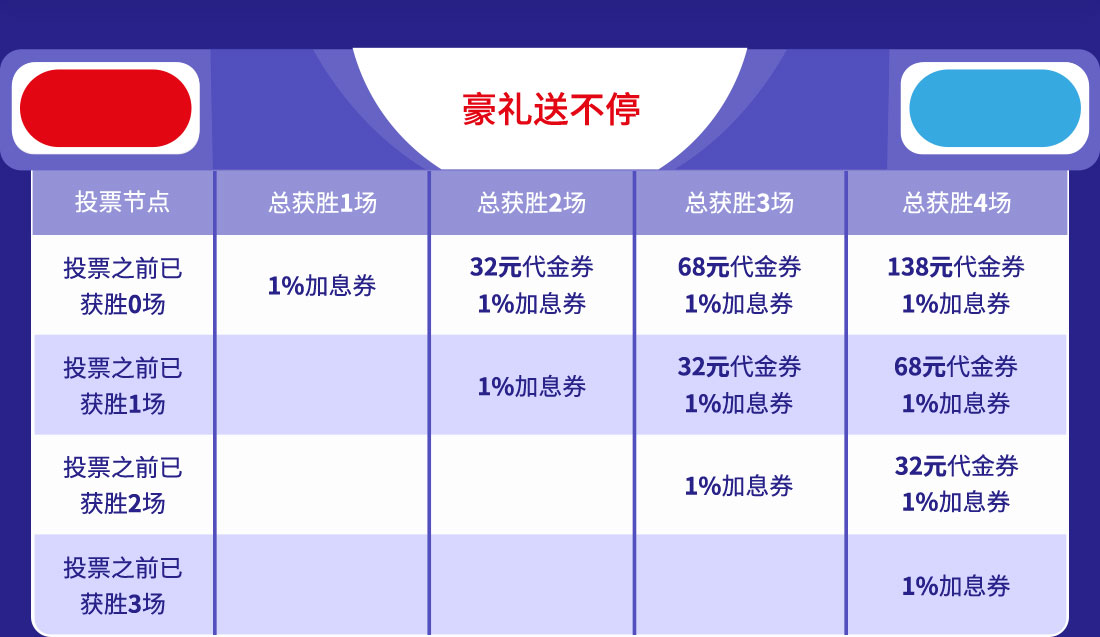 豪礼送不停
投票节点
总获胜1场
总获胜2场
总获胜3场
总获胜4场
投票之前已
获胜0场
1%加息券
32元代金券
1%加息券
68元代金券
1%加息券
138元代金券
1%加息券
投票之前已
获胜1场
1%加息券
32元代金券
1%加息券
68元代金券
1%加息券
投票之前已
获胜2场
1%加息券
32元代金券
1%加息券
投票之前已
获胜3场
1%加息券